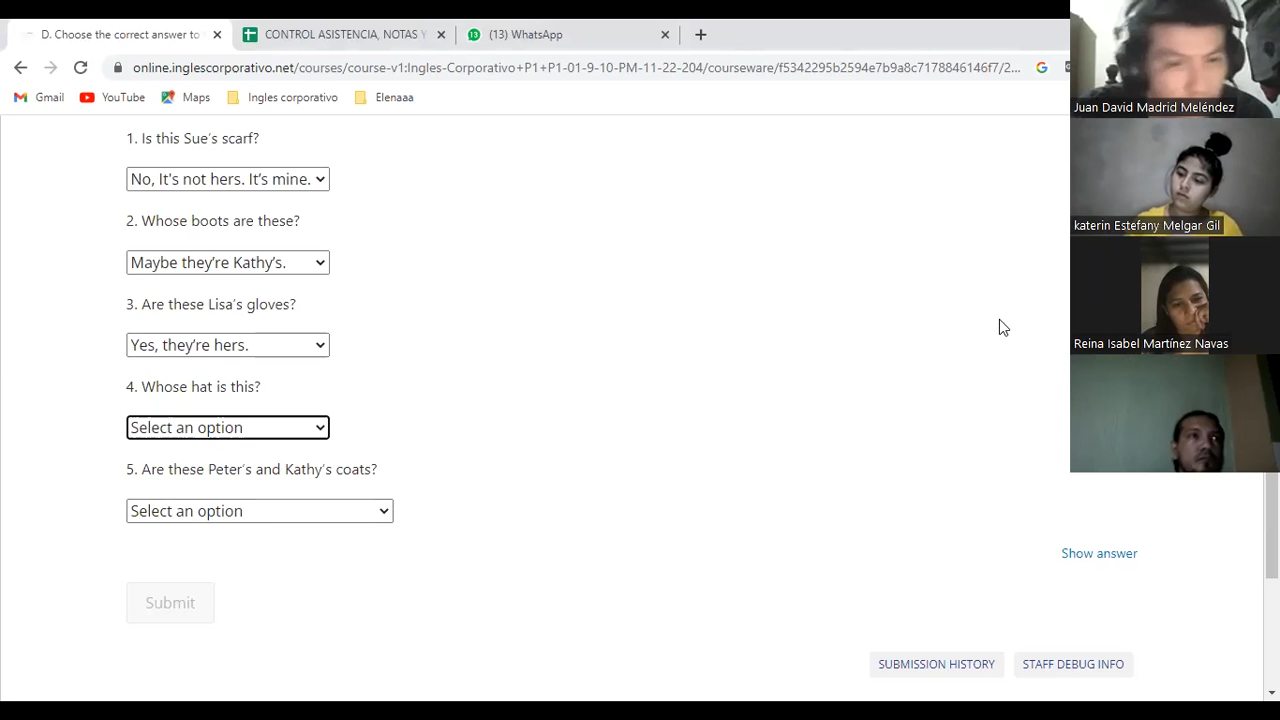 D. Choose the correct answer to
CONTROL ASISTENCIA, NOTAS Y
(13) WhatsApp
online.inglescorporativo.net/courses/course-v1:Ingles-Corporativo+P1+P1-01-9-10-PM-11-22-204/courseware/f5342295b2594e7b9a8c7178846146f7/2...
Gmail
YouTube
Maps
Ingles corporativo
Elenaaa
1. Is this Sue's scarf?
No, It's not hers. It's mine.
2. Whose boots are these?
Maybe they're Kathy's.
3. Are these Lisa's gloves?
Yes, they're hers.
4. Whose hat is this?
Select an option
5. Are these Peter's and Kathy's coats?
Select an option
Show answer
Submit
SUBMISSION HISTORY
STAFF DEBUG INFO
Juan David Madrid Meléndez
katerin Estefany Melgar Gil
Reina Isabel Martínez Navas